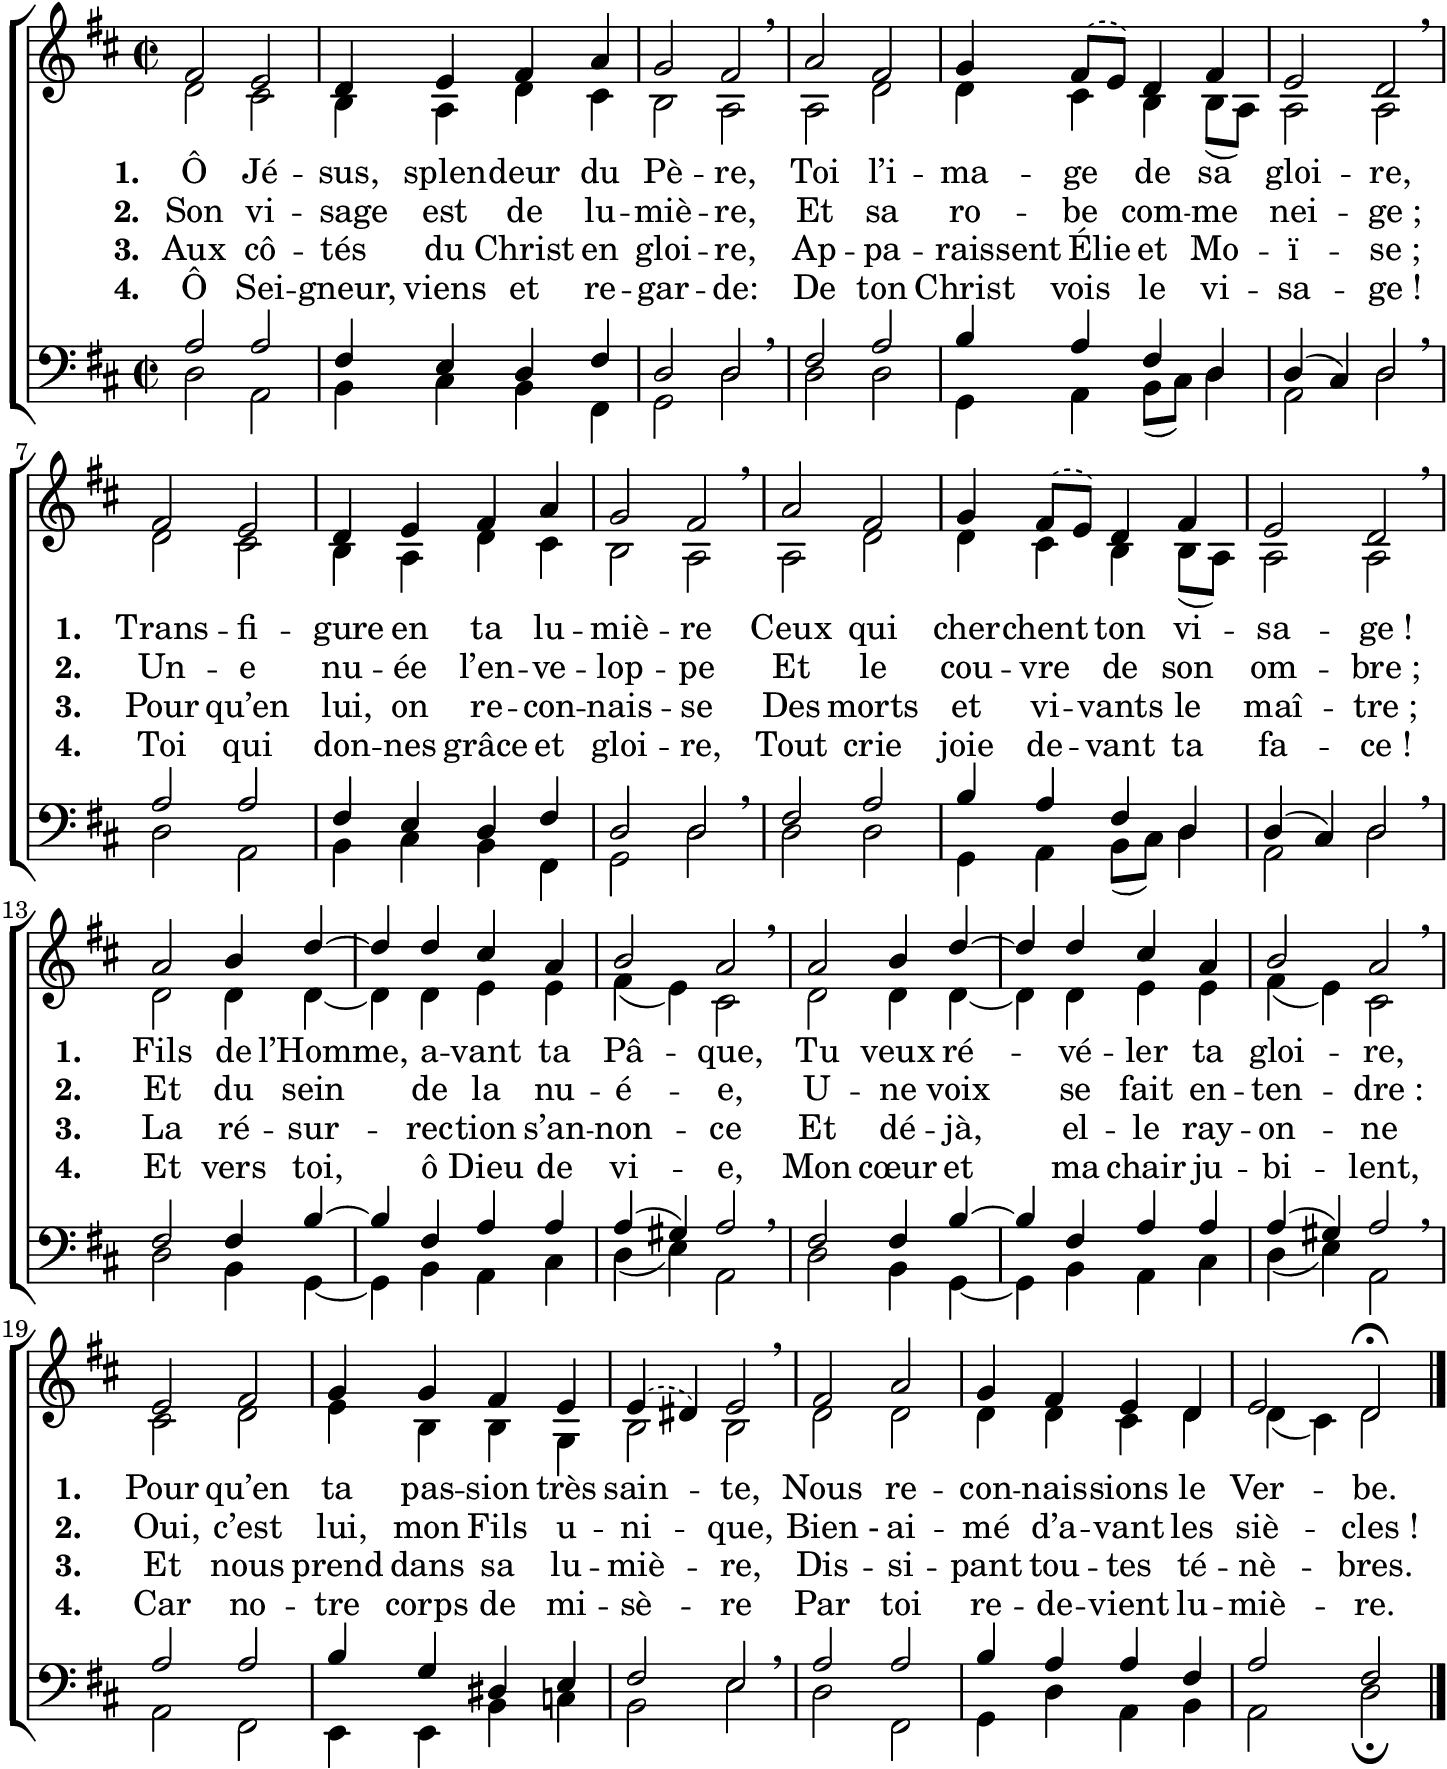 1. Ô Jé - sus, splendeur du Pè - re, Toi l’i - ma - ge de sa gloi - re,
2. Son vi - sage est de lu - miè - re, Et sa ro - be com - me nei - ge ;
3. Aux cô - tés du Christ en gloi - re, Ap - pa - raissent Élie et Mo - ï - se ;
4. Ô Sei - gneur, viens et re - gar - de: De ton Christ vois le vi - sa - ge !
7
1. Trans - fi - gure en ta lu - miè - re Ceux qui cherchent ton vi - sa - ge !
2. Un - e nu - ée l’en - ve - lop - pe Et le cou - vre de son om - bre ;
3. Pour qu’en lui, on re - con - nais - se Des morts et vi - vants le maî - tre ;
4. Toi qui don - nes grâce et gloi - re, Tout crie joie de - vant ta fa - ce !
13
1. Fils de l’Homme, a - vant ta Pâ - que, Tu veux ré - vé - ler ta gloi - re,
2. Et du sein de la nu - é - e, U - ne voix se fait en - ten - dre :
3. La ré - sur - rection s’an - non - ce Et dé - jà, el - le ray - on - ne
4. Et vers toi, ô Dieu de vi - e, Mon cœur et ma chair ju - bi - lent,
19
1. Pour qu’en ta pas - sion très sain - te, Nous re - con - naissions le Ver - be.
2. Oui, c’est lui, mon Fils u - ni - que, Bien - ai - mé d’a - vant les siè - cles !
3. Et nous prend dans sa lu - miè - re, Dis - si - pant tou - tes té - nè - bres.
4. Car no - tre corps de mi - sè - re Par toi re - de - vient lu - miè - re.